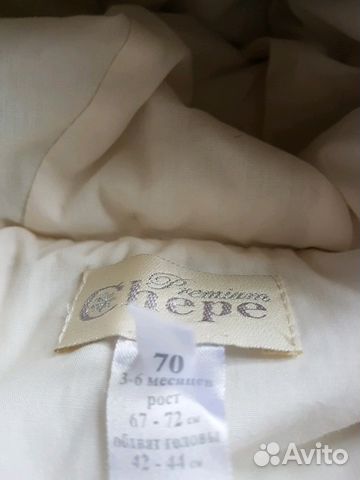 Premium
Chepe
70
3-6 месяцев
рост
67 - 72 см
обхват головы
42 - 44 см
Avito